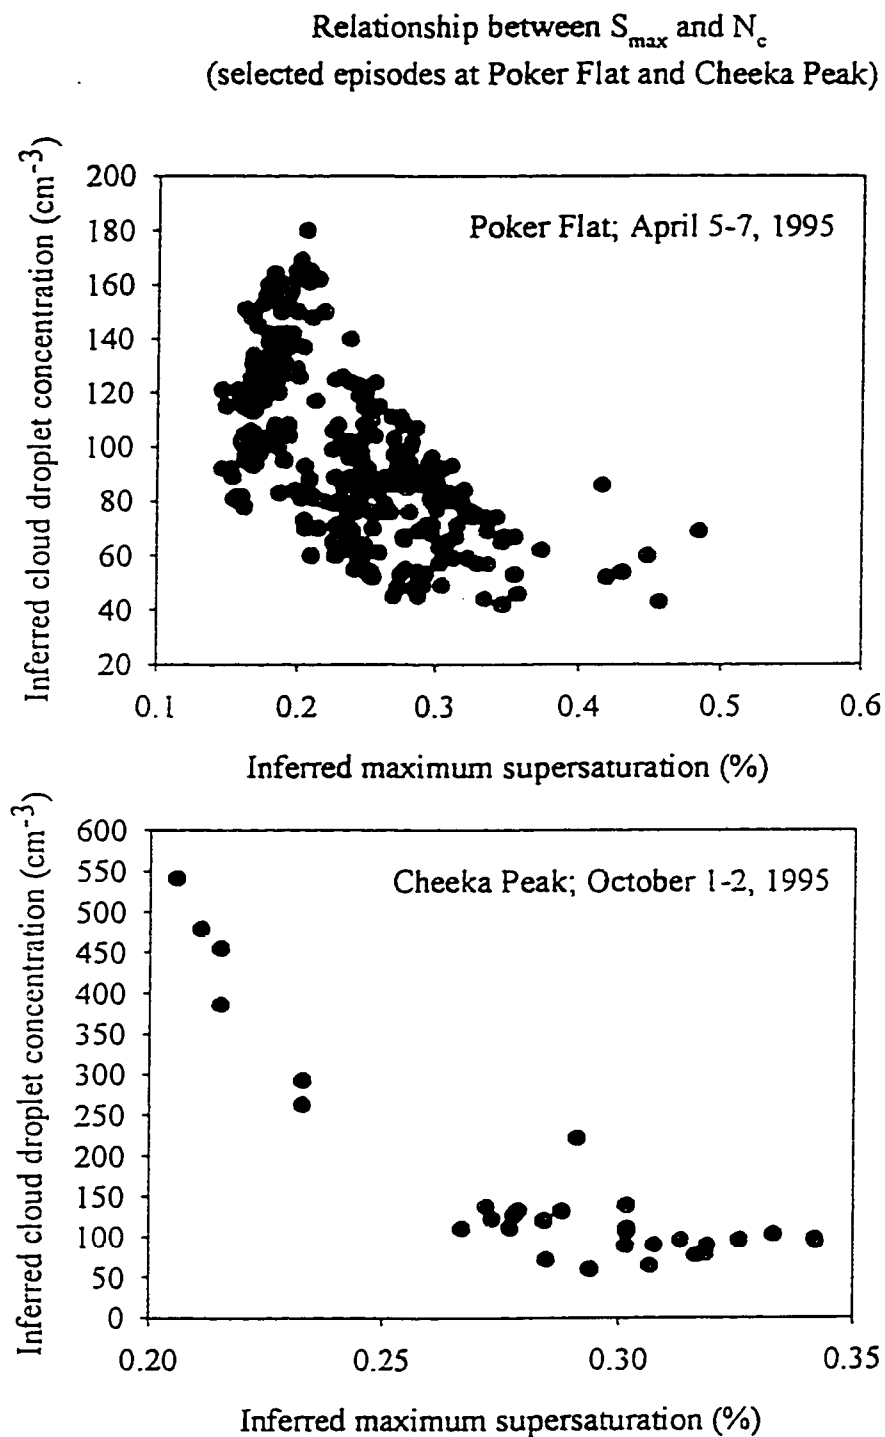 Relationship between Smax and Nc
(selected episodes at Poker Flat and Cheeka Peak)
Inferred cloud droplet concentration (cm⁻³)
200
180
160
140
120
100
80
60
40
20
Poker Flat; April 5-7, 1995
0.1 0.2 0.3 0.4 0.5 0.6
Inferred maximum supersaturation (%)
Inferred cloud droplet concentration (cm⁻³)
600
550
500
450
400
350
300
250
200
150
100
50
0
Cheeka Peak; October 1-2, 1995
0.20 0.25 0.30 0.35
Inferred maximum supersaturation (%)